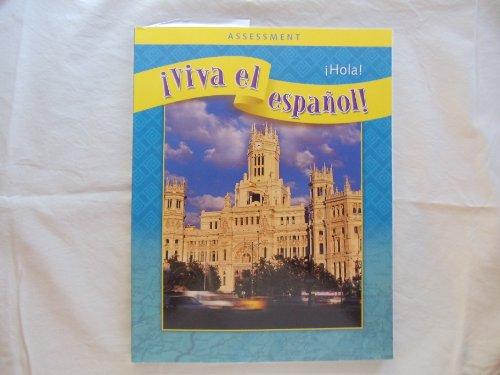 ASSESSMENT
¡Hola!
¡Viva el
español!